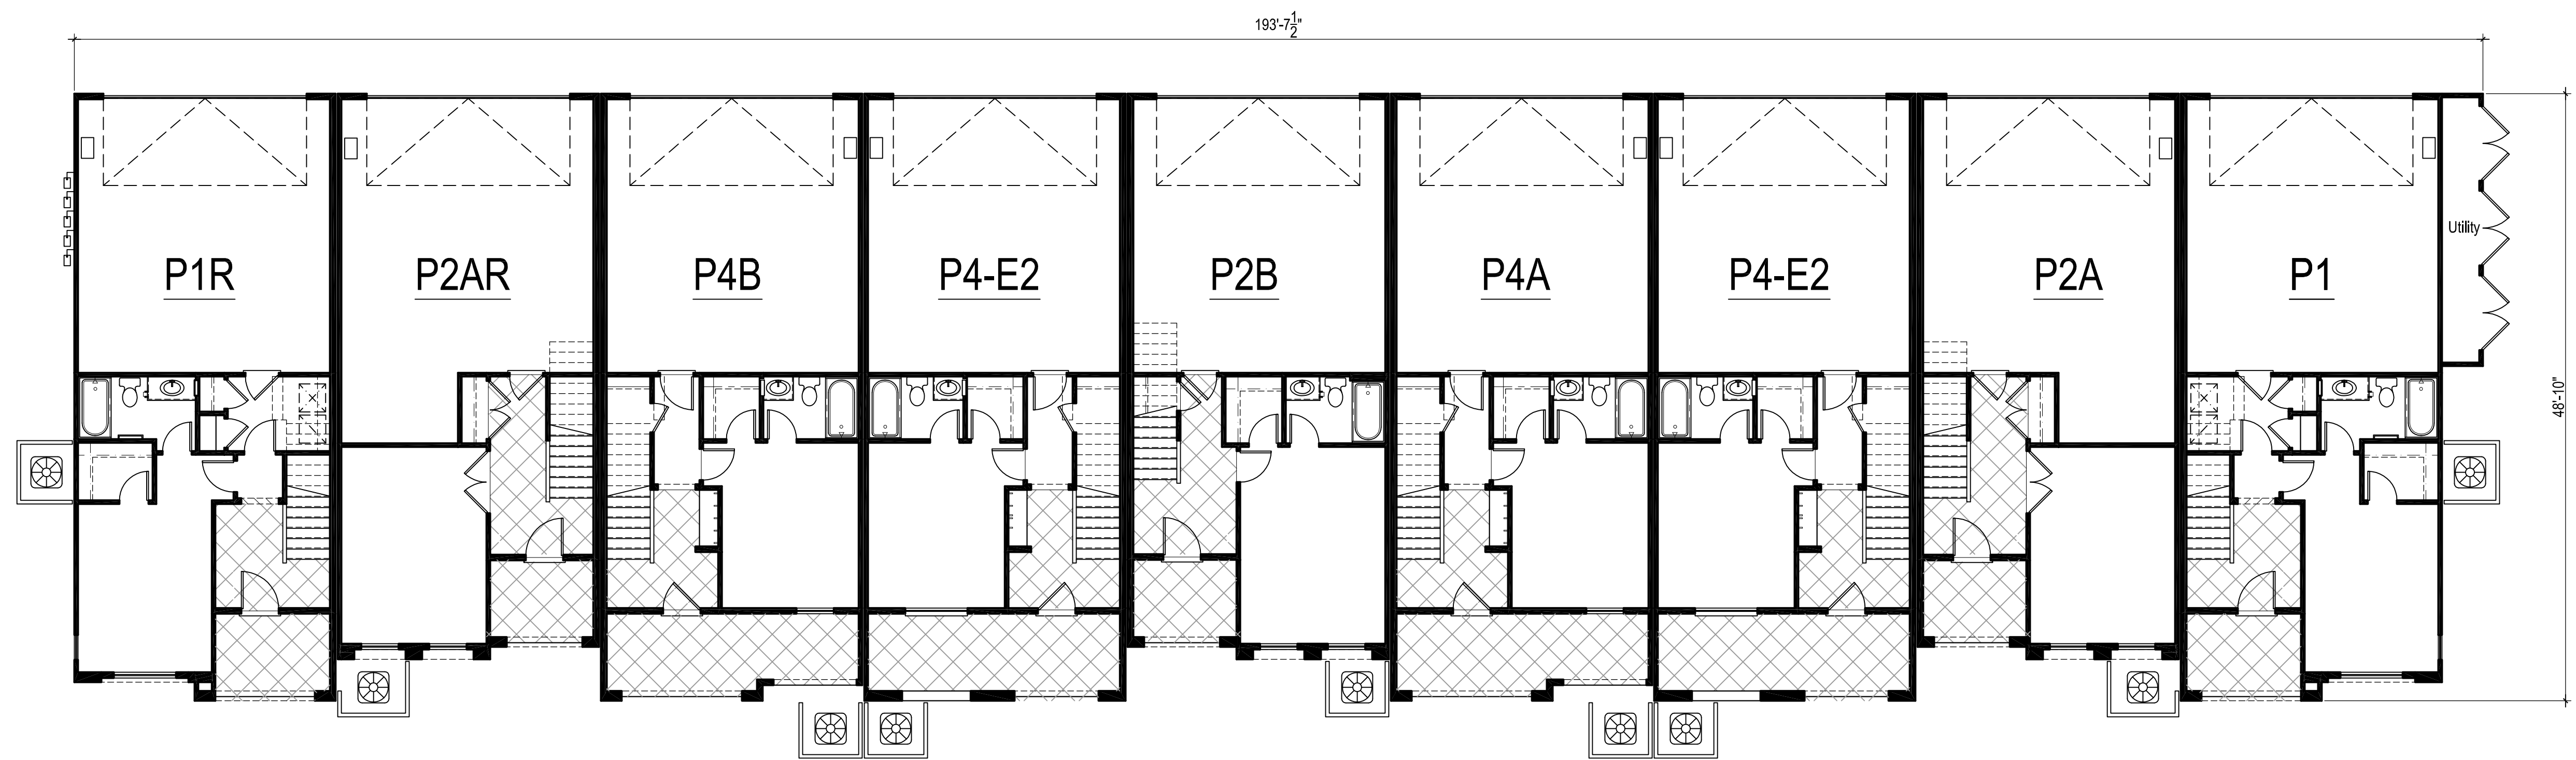 193'-7 1/2"
P1R
P2AR
P4B
P4-E2
P2B
P4A
P4-E2
P2A
P1
Utility
48'-10"